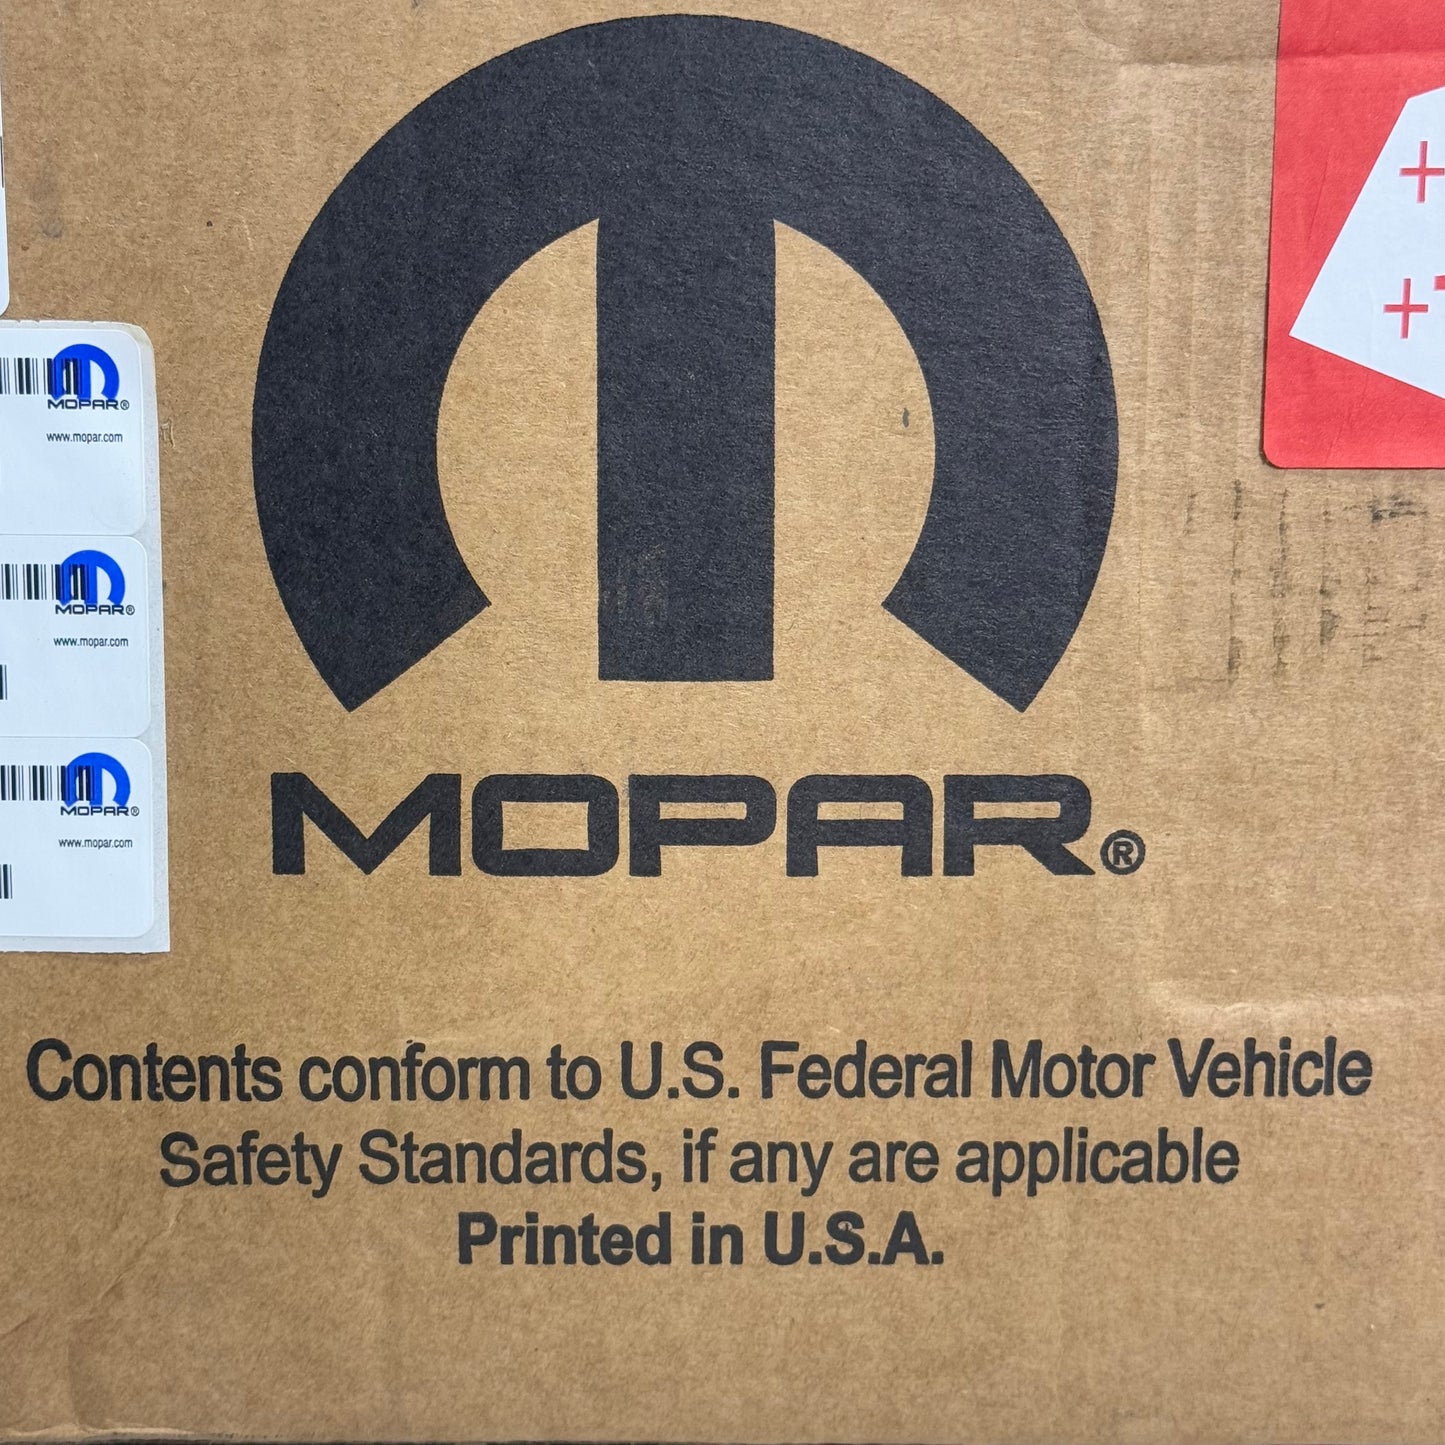 MOPAR®
www.mopar.com
MOPAR®
www.mopar.com
MOPAR®
www.mopar.com
MOPAR®
Contents conform to U.S. Federal Motor Vehicle
Safety Standards, if any are applicable
Printed in U.S.A.